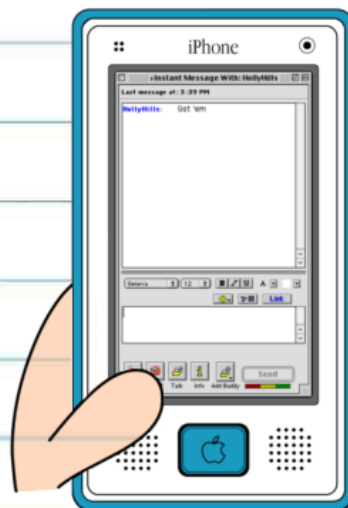 iPhone
Instant Message With: HollyHills
Last message at: 3:39 PM
HollyHills: Got 'em
Geneva 12 B I U A
Link
Talk Info Add Buddy Send